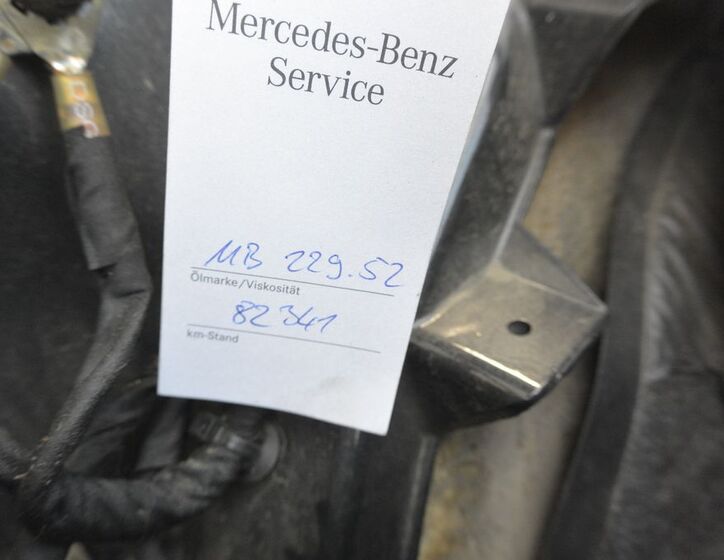 Mercedes-Benz
Service
MB 229.52
Ölmarke/Viskosität
82341
km-Stand